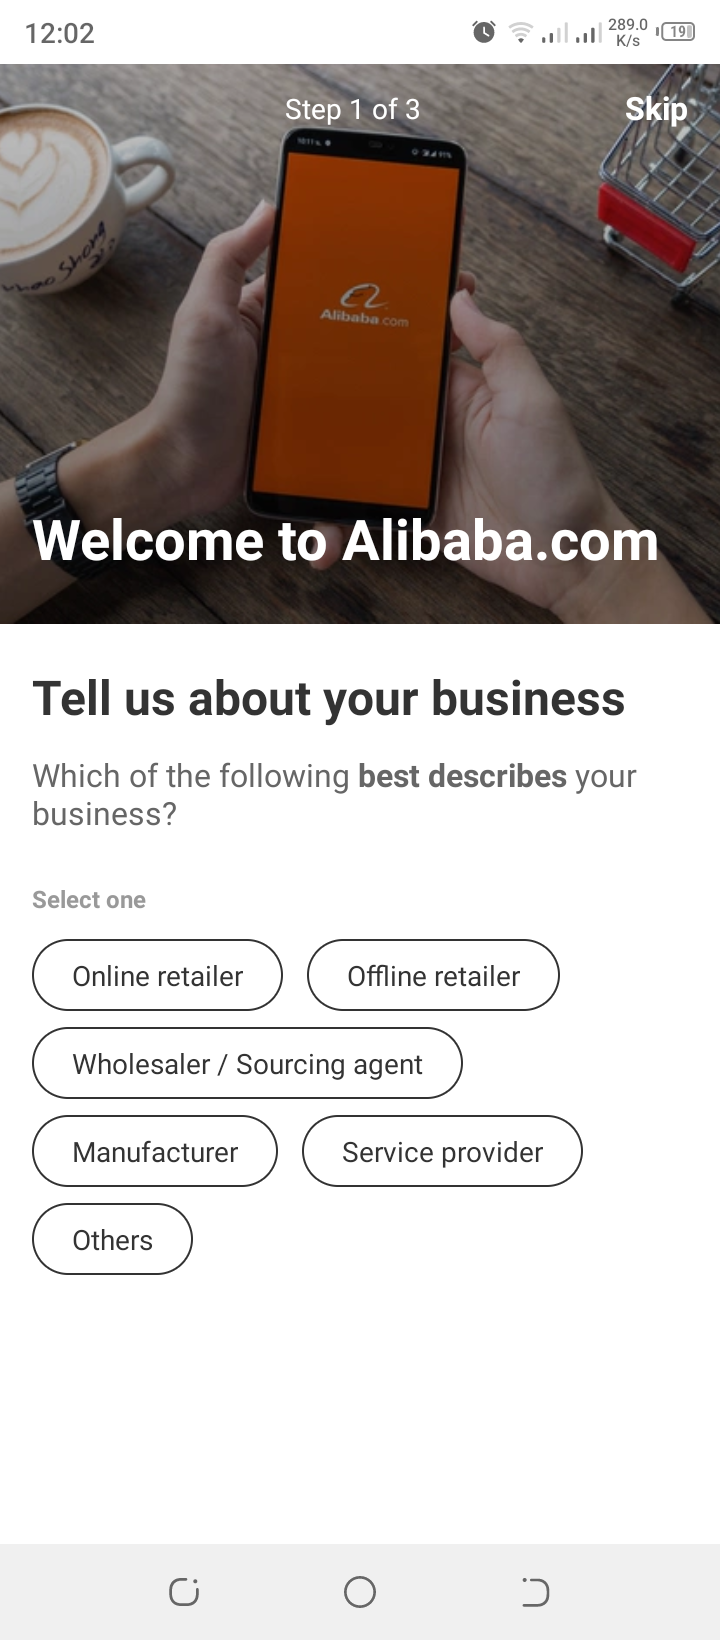 12:02
289.0
K/s
19
Step 1 of 3
Skip
Alibaba.com
Welcome to Alibaba.com
Tell us about your business
Which of the following best describes your
business?
Select one
Online retailer
Offline retailer
Wholesaler / Sourcing agent
Manufacturer
Service provider
Others